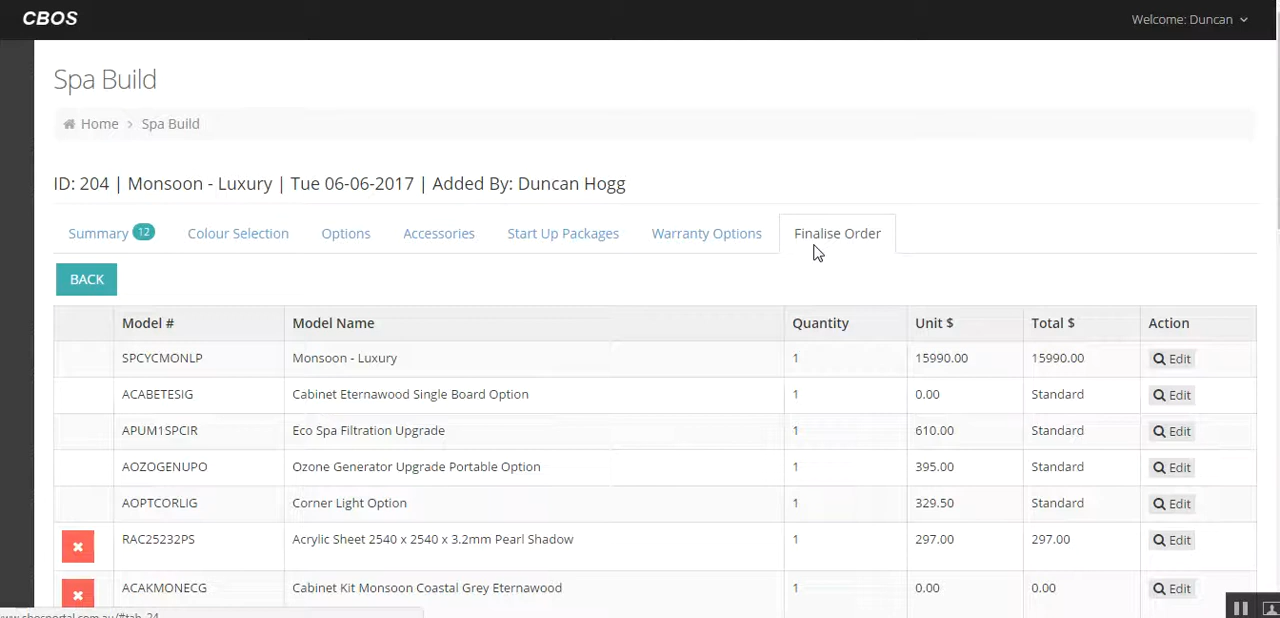 CBOS
Welcome: Duncan
Spa Build
Home > Spa Build
ID: 204 | Monsoon - Luxury | Tue 06-06-2017 | Added By: Duncan Hogg
Summary 12 Colour Selection Options Accessories Start Up Packages Warranty Options Finalise Order
BACK
Model # Model Name Quantity Unit $ Total $ Action
SPCYCMONLP Monsoon - Luxury 1 15990.00 15990.00 Edit
ACABETESIG Cabinet Eternawood Single Board Option 1 0.00 Standard Edit
APUM1SPCIR Eco Spa Filtration Upgrade 1 610.00 Standard Edit
AOZOGENUPO Ozone Generator Upgrade Portable Option 1 395.00 Standard Edit
AOPTCORLIG Corner Light Option 1 329.50 Standard Edit
RAC25232PS Acrylic Sheet 2540 x 2540 x 3.2mm Pearl Shadow 1 297.00 297.00 Edit
ACAKMONECG Cabinet Kit Monsoon Coastal Grey Eternawood 1 0.00 0.00 Edit